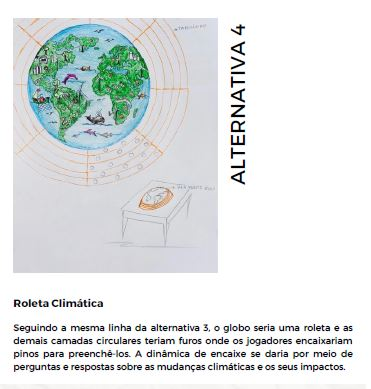 ALTERNATIVA 4
Roleta Climática
Seguindo a mesma linha da alternativa 3, o globo seria uma roleta e as
demais camadas circulares teriam furos onde os jogadores encaixariam
pinos para preenchê-los. A dinâmica de encaixe se daria por meio de
perguntas e respostas sobre as mudanças climáticas e os seus impactos.